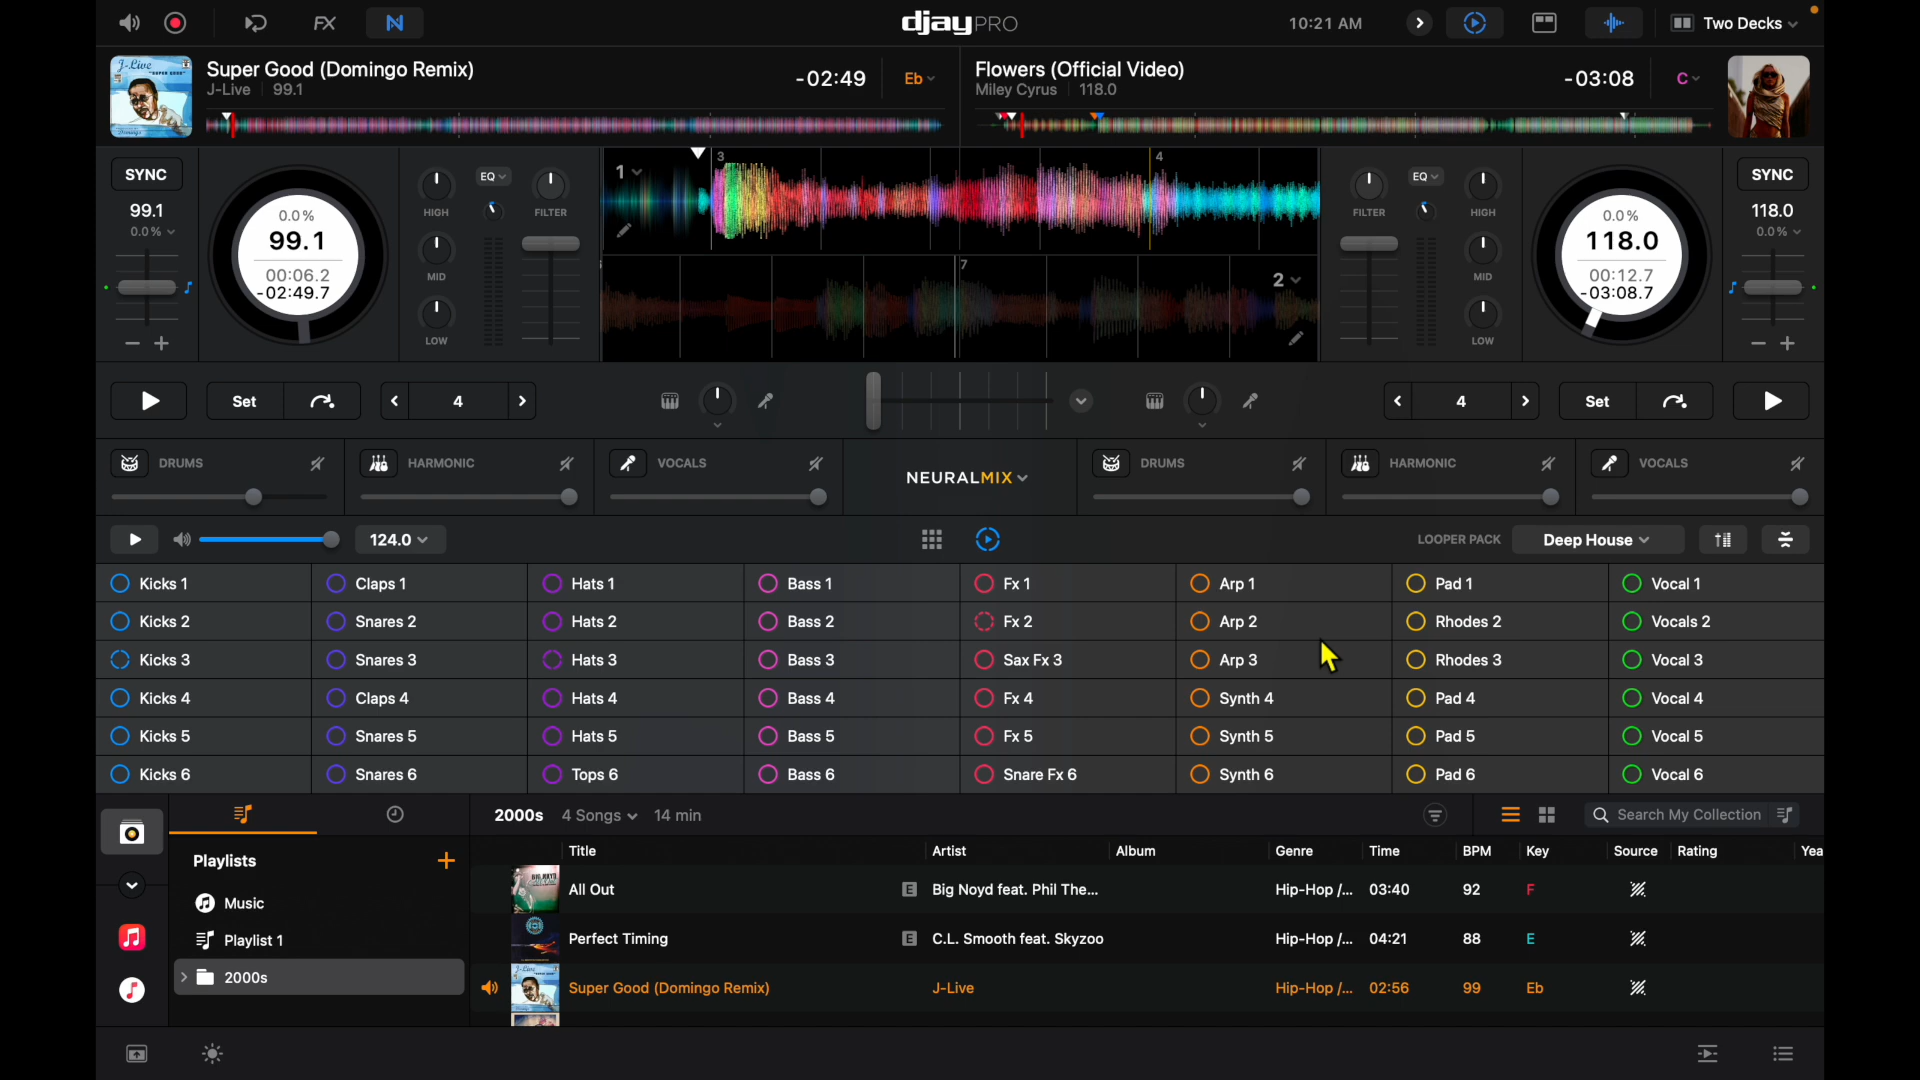 FX
djay PRO
10:21 AM
Two Decks
Super Good (Domingo Remix)
J-Live
99.1
-02:49
Eb
Flowers (Official Video)
Miley Cyrus
118.0
-03:08
C
SYNC
99.1
0.0%
0.0%
99.1
00:06.2
-02:49.7
HIGH
MID
LOW
EQ
FILTER
1
3
4
2
7
FILTER
EQ
HIGH
MID
LOW
0.0%
118.0
00:12.7
-03:08.7
SYNC
118.0
0.0%
Set
4
4
Set
DRUMS
HARMONIC
VOCALS
NEURALMIX
DRUMS
HARMONIC
VOCALS
124.0
LOOPER PACK
Deep House
Kicks 1 Claps 1 Hats 1 Bass 1 Fx 1 Arp 1 Pad 1 Vocal 1
Kicks 2 Snares 2 Hats 2 Bass 2 Fx 2 Arp 2 Rhodes 2 Vocals 2
Kicks 3 Snares 3 Hats 3 Bass 3 Sax Fx 3 Arp 3 Rhodes 3 Vocal 3
Kicks 4 Claps 4 Hats 4 Bass 4 Fx 4 Synth 4 Pad 4 Vocal 4
Kicks 5 Snares 5 Hats 5 Bass 5 Fx 5 Synth 5 Pad 5 Vocal 5
Kicks 6 Snares 6 Tops 6 Bass 6 Snare Fx 6 Synth 6 Pad 6 Vocal 6
Playlists
Music
Playlist 1
2000s
2000s 4 Songs 14 min
Search My Collection
Title Artist Album Genre Time BPM Key Source Rating Yea
All Out E Big Noyd feat. Phil The... Hip-Hop /... 03:40 92 F
Perfect Timing E C.L. Smooth feat. Skyzoo Hip-Hop /... 04:21 88 E
Super Good (Domingo Remix) J-Live Hip-Hop /... 02:56 99 Eb